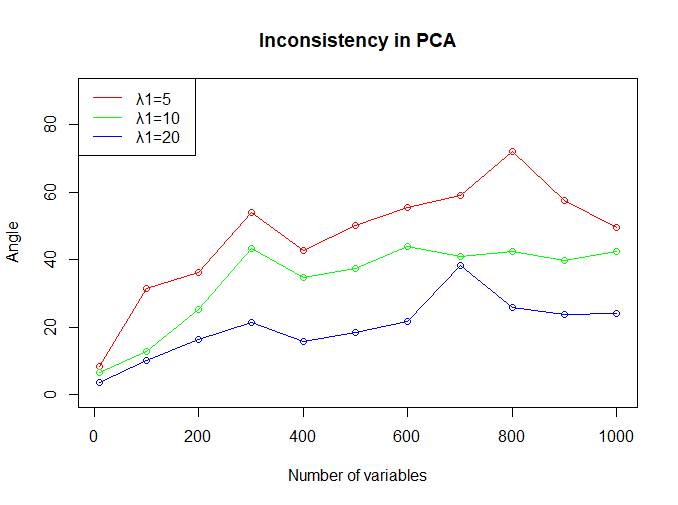 Inconsistency in PCA
λ1=5
λ1=10
λ1=20
80
60
40
20
0
Angle
0 200 400 600 800 1000
Number of variables